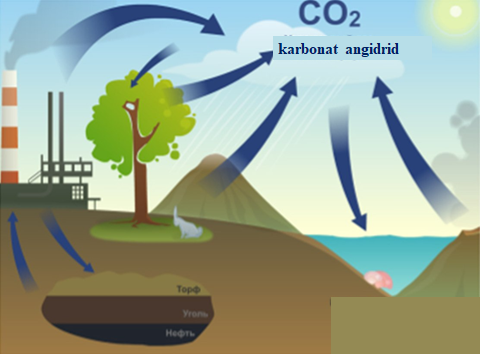 CO₂
karbonat angidrid
Торф
Уголь
Нефть